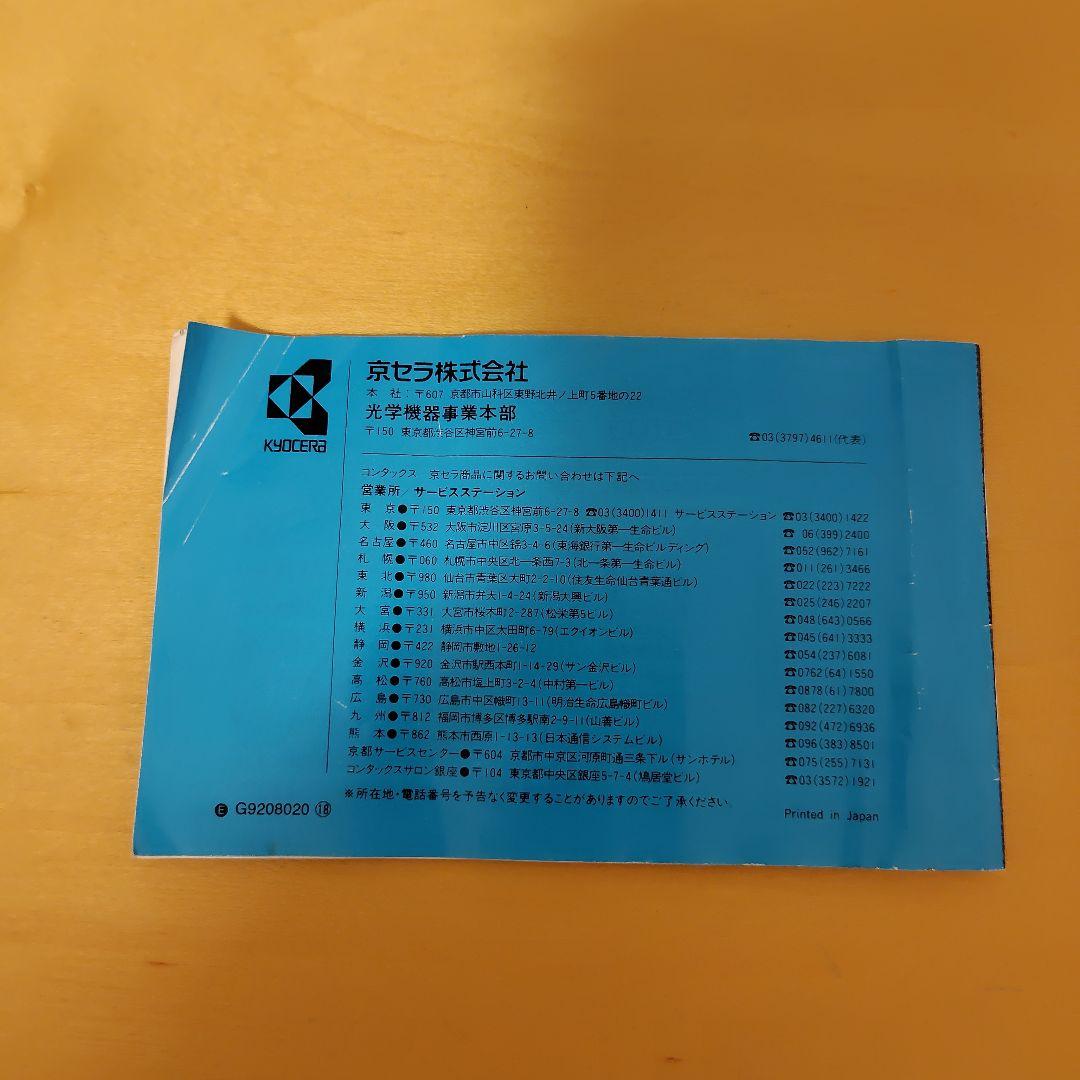 KYOCERA
京セラ株式会社
本 社:〒607 京都市山科区東野北井ノ上町5番地の22
光学機器事業本部
〒150 東京都渋谷区神宮前6-27-8 ☎03(3797)4611(代表)
コンタックス 京セラ商品に関するお問い合わせは下記へ
営業所/サービスステーション
東 京●〒150 東京都渋谷区神宮前6-27-8 ☎03(3400)1411 サービスステーション ☎03(3400)1422
大 阪●〒532 大阪市淀川区宮原3-5-24(新大阪第一生命ビル) ☎06(399)2400
名古屋●〒460 名古屋市中区錦3-4-6(東海銀行第一生命ビルディング) ☎052(962)7161
札 幌●〒060 札幌市中央区北一条西7-3(北一条第一生命ビル) ☎011(261)3466
東 北●〒980 仙台市青葉区大町2-2-10(住友生命仙台青葉通ビル) ☎022(223)7222
新 潟●〒950 新潟市弁天1-4-24(新潟大興ビル) ☎025(246)2207
大 宮●〒331 大宮市桜木町2-287(松栄第5ビル) ☎048(643)0566
横 浜●〒231 横浜市中区太田町6-79(エクイオンビル) ☎045(641)3333
静 岡●〒422 静岡市敷地1-26-12 ☎054(237)6081
金 沢●〒920 金沢市駅西本町1-14-29(サン金沢ビル) ☎0762(64)1550
高 松●〒760 高松市塩上町3-2-4(中村第一ビル) ☎0878(61)7800
広 島●〒730 広島市中区幟町13-11(明治生命広島幟町ビル) ☎082(227)6320
九 州●〒812 福岡市博多区博多駅南2-9-11(山善ビル) ☎092(472)6936
熊 本●〒862 熊本市西原1-13-13(日本通信システムビル) ☎096(383)8501
京都サービスセンター●〒604 京都市中京区河原町通三条下ル(サンホテル) ☎075(255)7131
コンタックスサロン銀座●〒104 東京都中央区銀座5-7-4(鳩居堂ビル) ☎03(3572)1921
※所在地・電話番号を予告なく変更することがありますのでご了承ください。
Ⓔ G9208020 ⑱
Printed in Japan